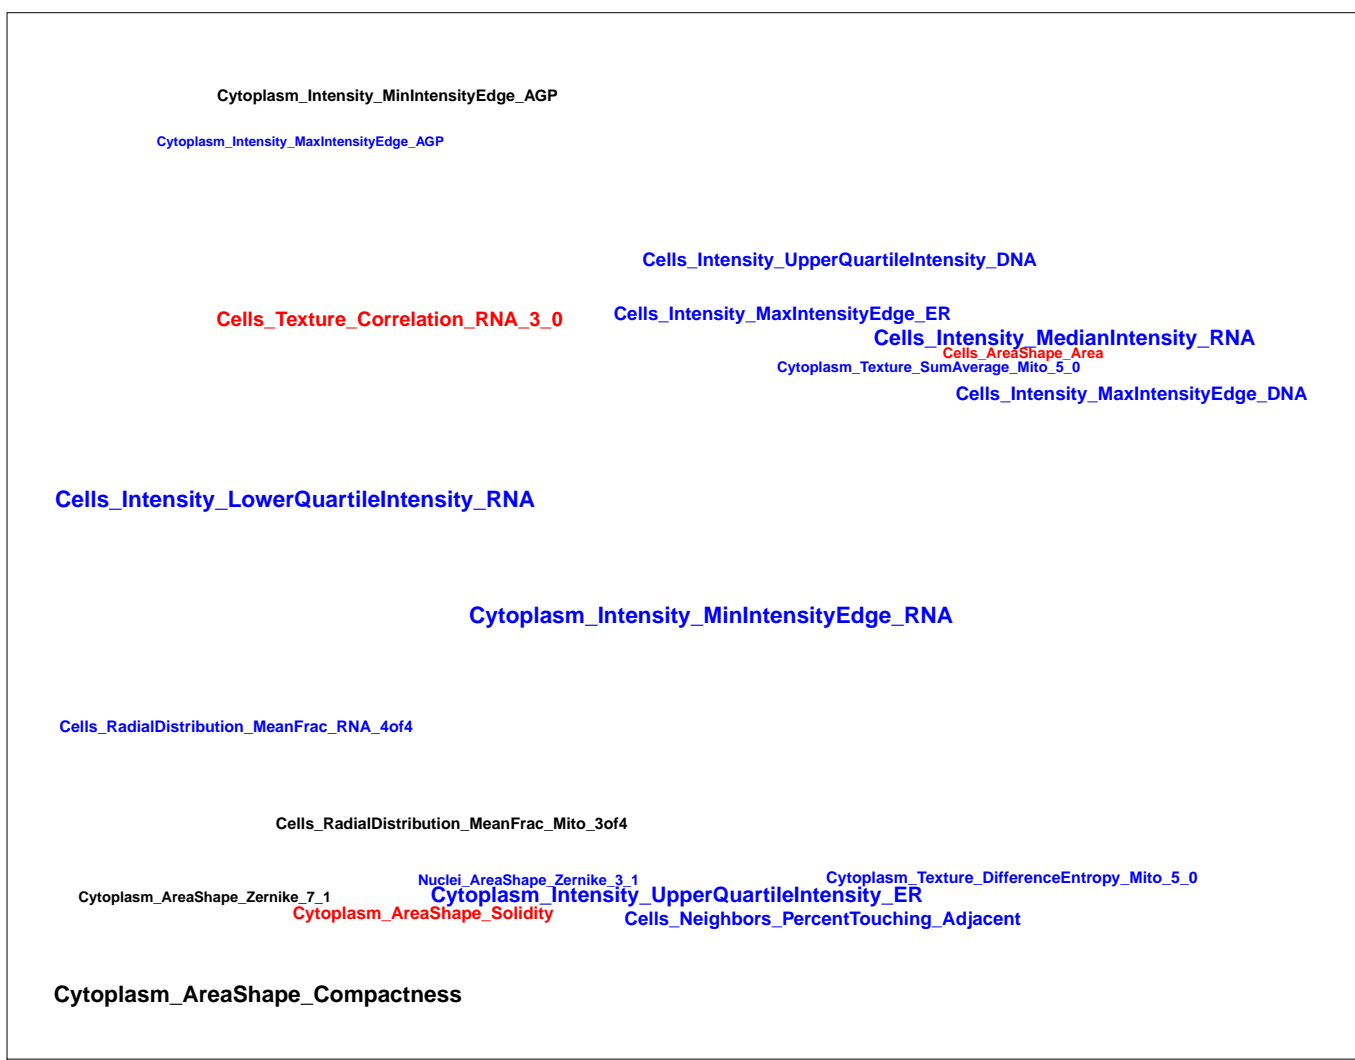 Cytoplasm_Intensity_MinIntensityEdge_AGP
Cytoplasm_Intensity_MaxIntensityEdge_AGP
Cells_Intensity_UpperQuartileIntensity_DNA
Cells_Intensity_MaxIntensityEdge_ER
Cells_Texture_Correlation_RNA_3_0
Cells_Intensity_MedianIntensity_RNA
Cells_AreaShape_Area
Cytoplasm_Texture_SumAverage_Mito_5_0
Cells_Intensity_MaxIntensityEdge_DNA
Cells_Intensity_LowerQuartileIntensity_RNA
Cytoplasm_Intensity_MinIntensityEdge_RNA
Cells_RadialDistribution_MeanFrac_RNA_4of4
Cells_RadialDistribution_MeanFrac_Mito_3of4
Nuclei_AreaShape_Zernike_3_1
Cytoplasm_Texture_DifferenceEntropy_Mito_5_0
Cytoplasm_AreaShape_Zernike_7_1
Cytoplasm_Intensity_UpperQuartileIntensity_ER
Cytoplasm_AreaShape_Solidity
Cells_Neighbors_PercentTouching_Adjacent
Cytoplasm_AreaShape_Compactness